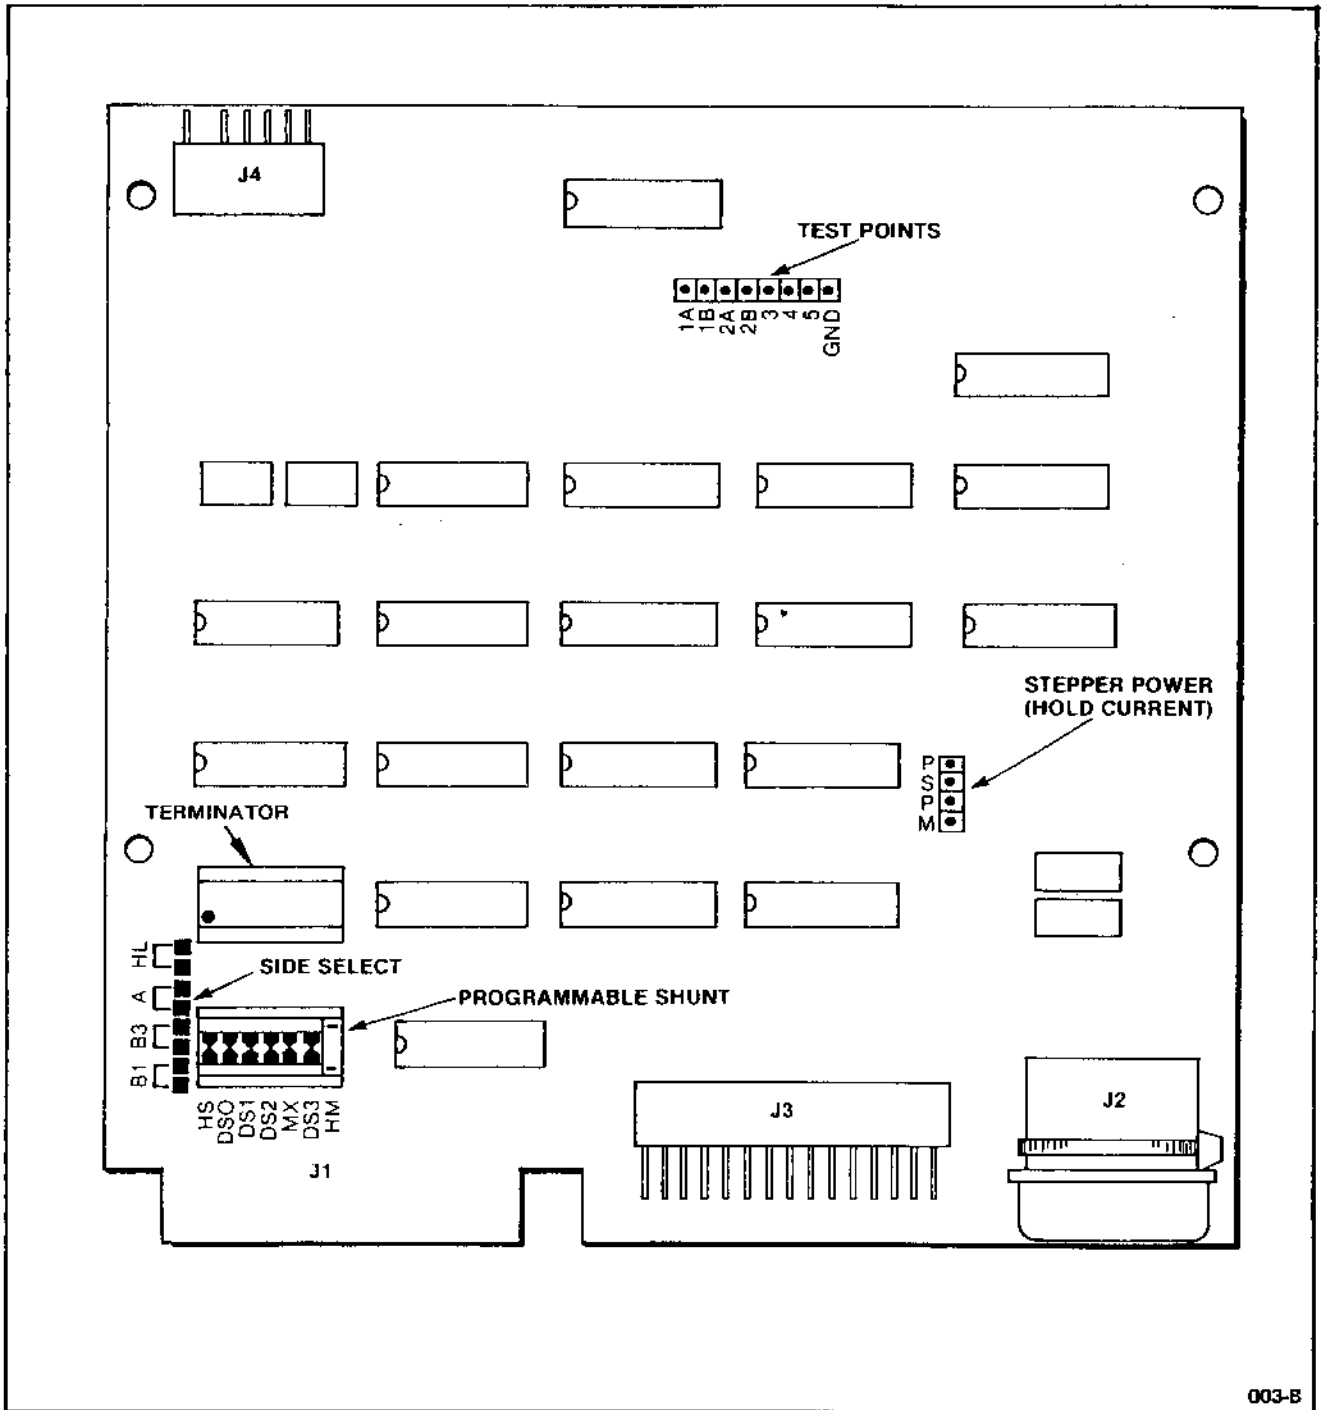 J4
TEST POINTS
1A
1B
2A
2B
3
4
5
GND
STEPPER POWER
(HOLD CURRENT)
P
S
P
M
TERMINATOR
HL
SIDE SELECT
A
PROGRAMMABLE SHUNT
B3
B1
HS
DS0
DS1
DS2
MX
DS3
HM
J1
J3
J2
003-B